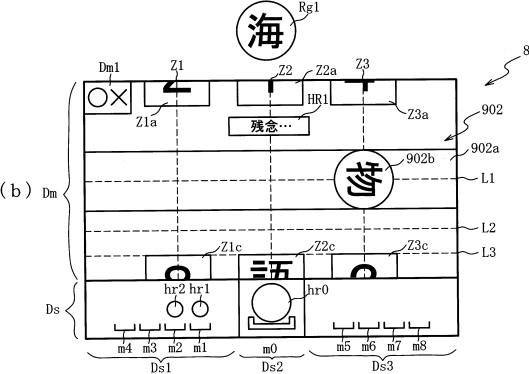 海 Rg1
8
Dm1 Z1 Z2 Z2a Z3
○×
Z1a HR1 Z3a
残念… 902
902a
(b) Dm 物 902b L1
L2
Z1c Z2c Z3c L3
hr2 hr1 hr0
Ds
m4 m3 m2 m1 m0 m5 m6 m7 m8
Ds1 Ds2 Ds3